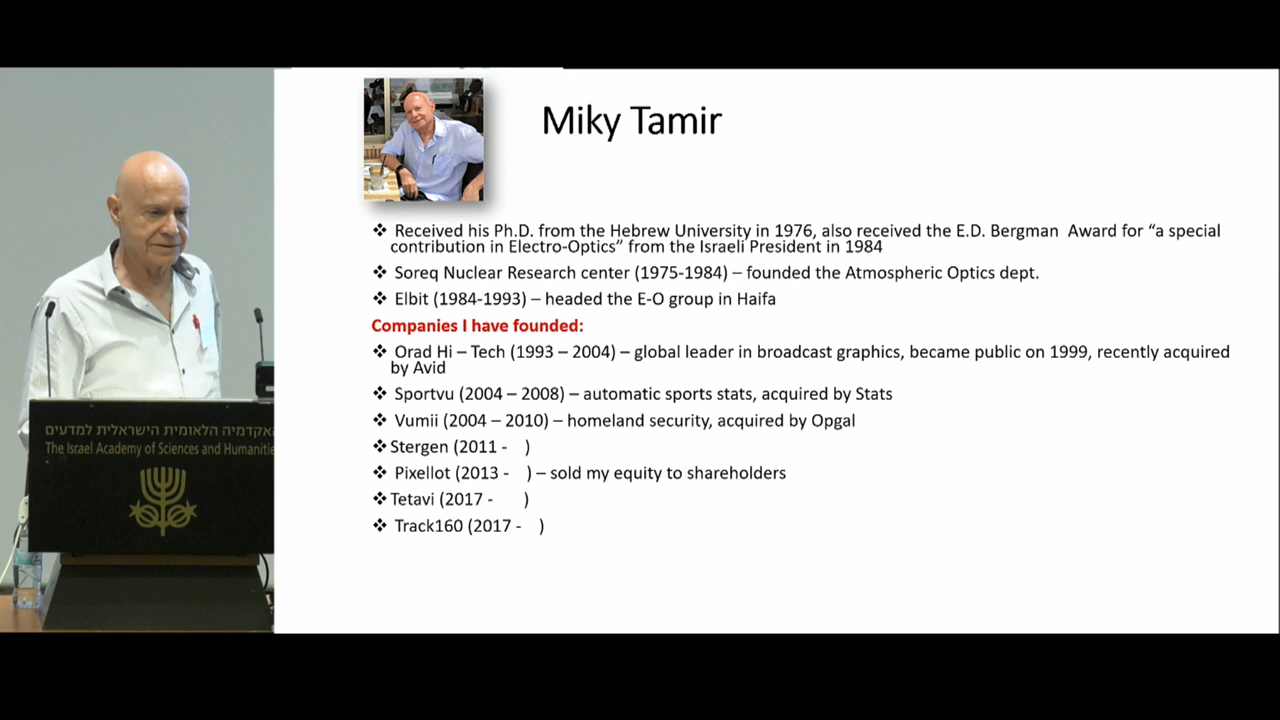 Miky Tamir
❖ Received his Ph.D. from the Hebrew University in 1976, also received the E.D. Bergman Award for “a special
contribution in Electro-Optics” from the Israeli President in 1984
❖ Soreq Nuclear Research center (1975-1984) – founded the Atmospheric Optics dept.
❖ Elbit (1984-1993) – headed the E-O group in Haifa
Companies I have founded:
❖ Orad Hi – Tech (1993 – 2004) – global leader in broadcast graphics, became public on 1999, recently acquired
by Avid
❖ Sportvu (2004 – 2008) – automatic sports stats, acquired by Stats
❖ Vumii (2004 – 2010) – homeland security, acquired by Opgal
❖ Stergen (2011 - )
❖ Pixellot (2013 - ) – sold my equity to shareholders
❖ Tetavi (2017 - )
❖ Track160 (2017 - )
האקדמיה הלאומית הישראלית למדעים
The Israel Academy of Sciences and Humanitie